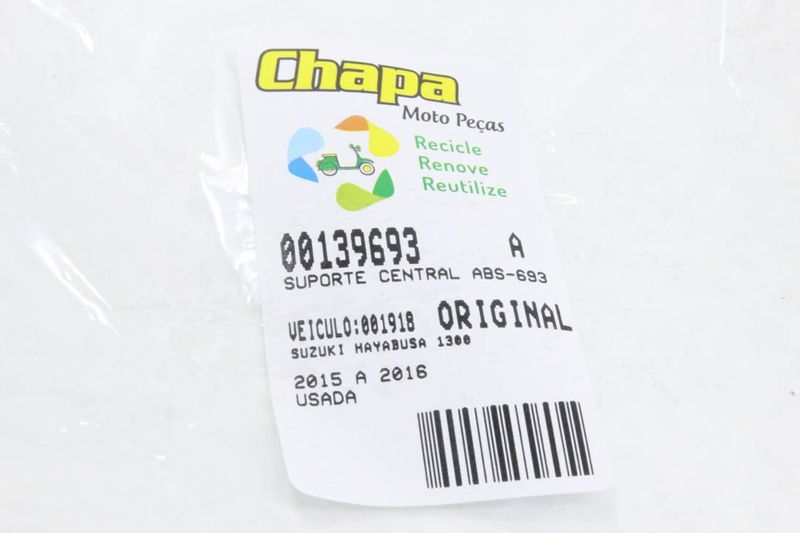 Chapa
Moto Peças
Recicle
Renove
Reutilize
00139693 A
SUPORTE CENTRAL ABS-693
VEICULO:001918 ORIGINAL
SUZUKI HAYABUSA 1300
2015 A 2016
USADA